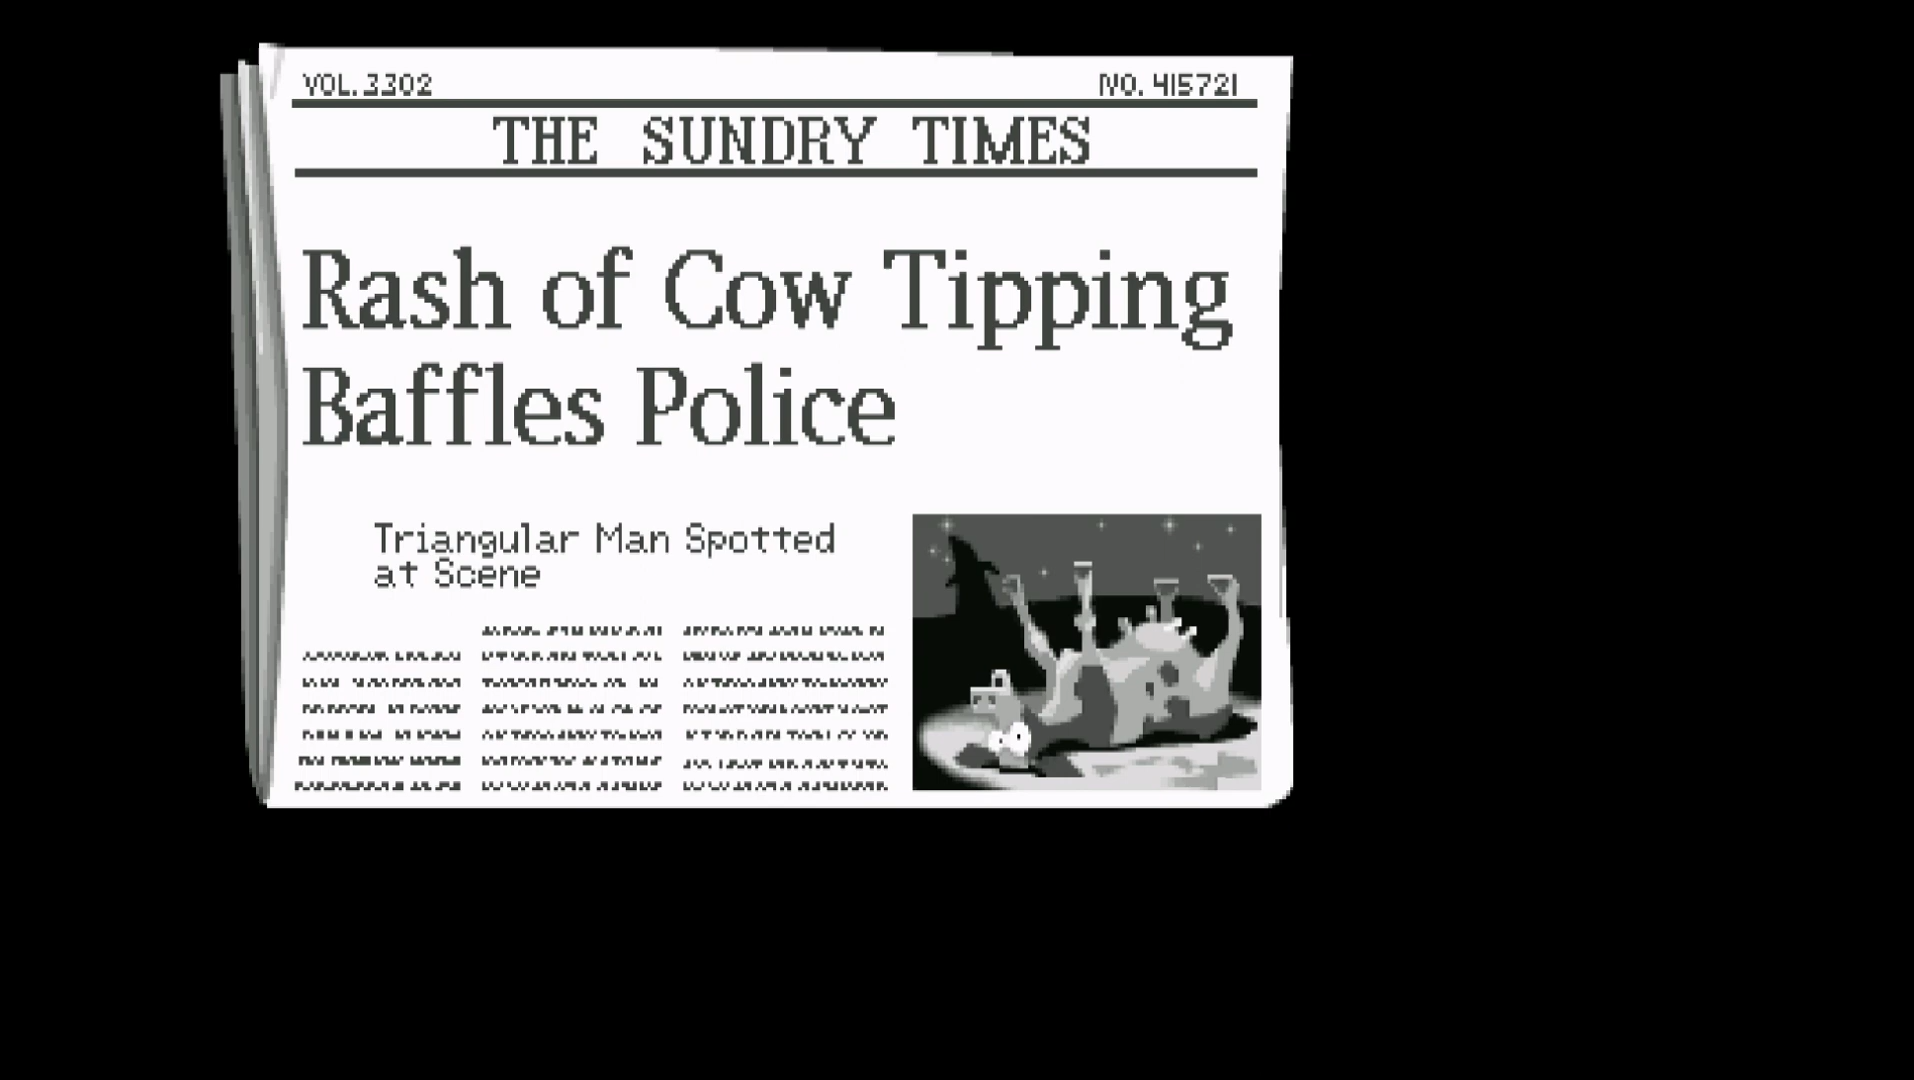 VOL. 3302
NO. 415721
THE SUNDRY TIMES
Rash of Cow Tipping
Baffles Police
Triangular Man Spotted
at Scene